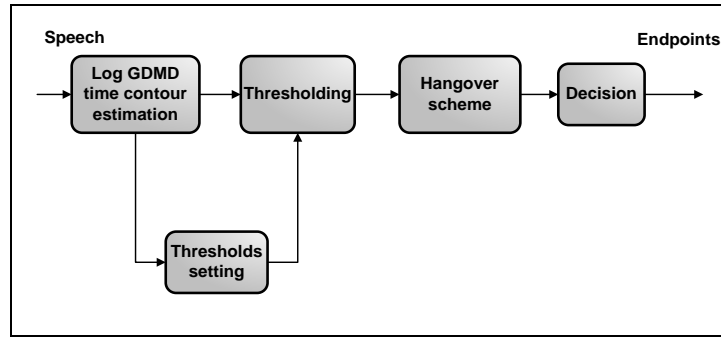 Speech
Endpoints
Log GDMD
time contour
estimation
Thresholding
Hangover
scheme
Decision
Thresholds
setting